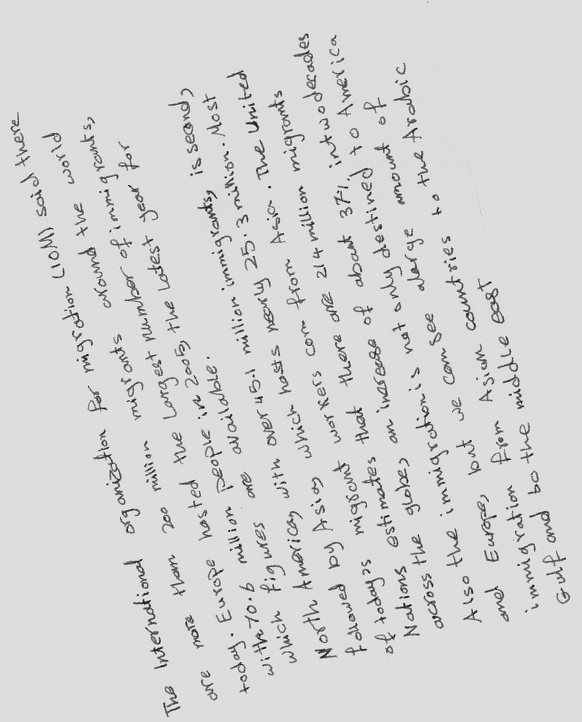 The International organization for migration (IOM) said there
are more than 200 million migrants around the world
today. Europe hosted the Largest number of immigrants,
with 70.6 million people in 2005, the Latest year for
which figures are available.
North America, with over 45.1 million immigrants, is second,
followed by Asia, which hosts nearly 25.3 million. Most
of today's migrant workers com from Asia. The United
Nations estimates that there are 214 million migrants
across the globe, an increase of about 37% in two decades
Also the immigration is not only destined to America
and Europe, but we can see alarge amount of
immigration from Asian countries to the Arabic
Gulf and bo the middle east